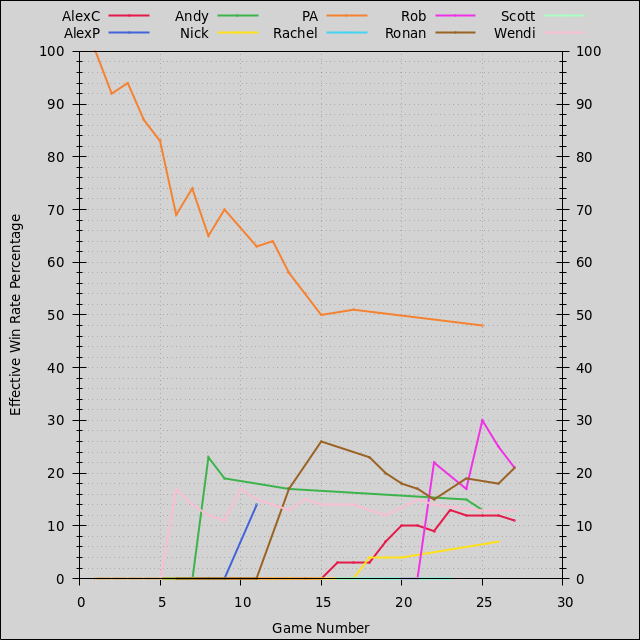 AlexC Andy PA Rob Scott
AlexP Nick Rachel Ronan Wendi
100 100
90 90
80 80
70 70
60 60
50 50
40 40
30 30
20 20
10 10
0 0
0 5 10 15 20 25 30
Effective Win Rate Percentage
Game Number